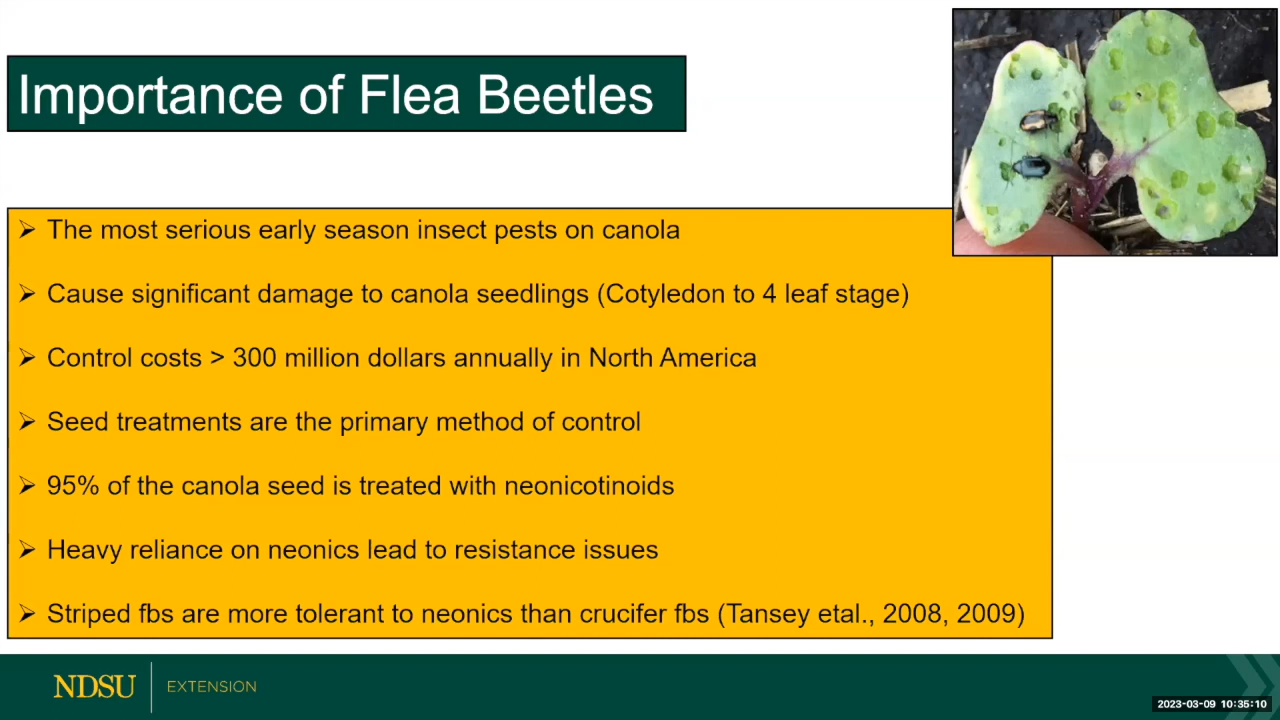 Importance of Flea Beetles
➢ The most serious early season insect pests on canola
➢ Cause significant damage to canola seedlings (Cotyledon to 4 leaf stage)
➢ Control costs > 300 million dollars annually in North America
➢ Seed treatments are the primary method of control
➢ 95% of the canola seed is treated with neonicotinoids
➢ Heavy reliance on neonics lead to resistance issues
➢ Striped fbs are more tolerant to neonics than crucifer fbs (Tansey etal., 2008, 2009)
NDSU EXTENSION
2023-03-09 10:35:10